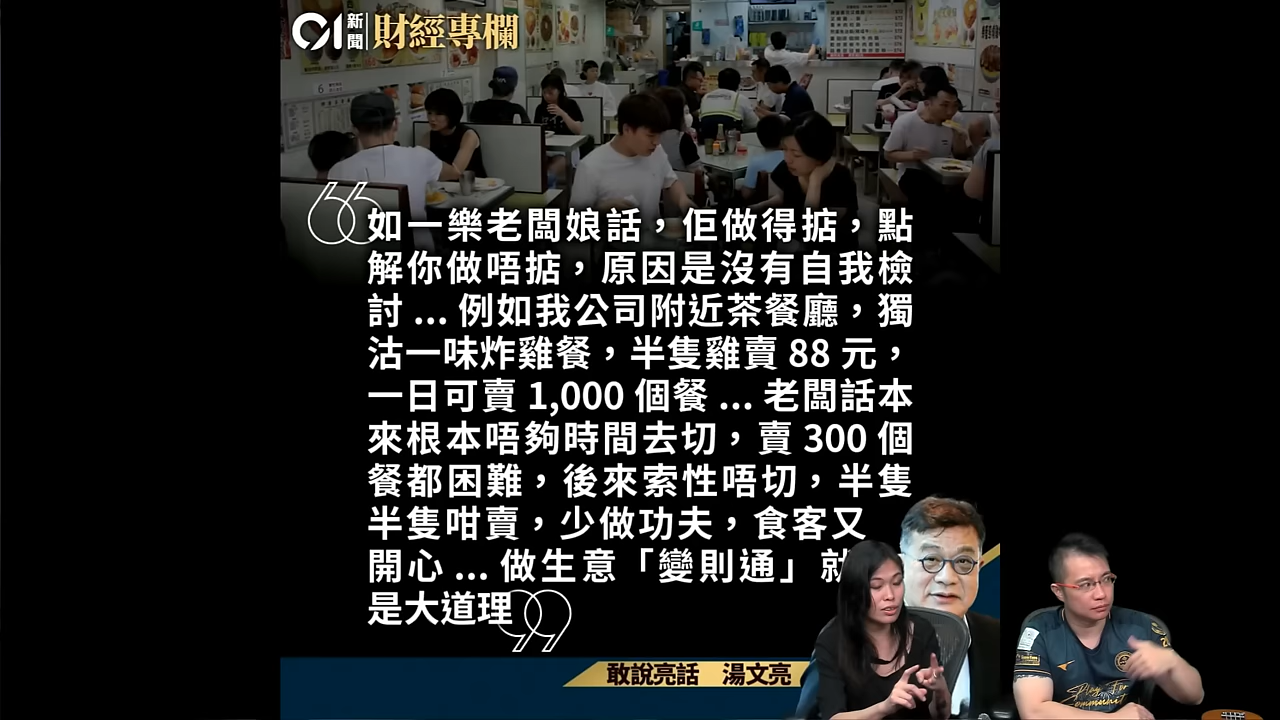 01 新聞 財經專欄
如一樂老闆娘話，佢做得掂，點
解你做唔掂，原因是沒有自我檢
討 ... 例如我公司附近茶餐廳，獨
沽一味炸雞餐，半隻雞賣 88 元，
一日可賣 1,000 個餐 ... 老闆話本
來根本唔夠時間去切，賣 300 個
餐都困難，後來索性唔切，半隻
半隻咁賣，少做功夫，食客又
開心 ... 做生意「變則通」就
是大道理
敢說亮話 湯文亮
Play For
Community